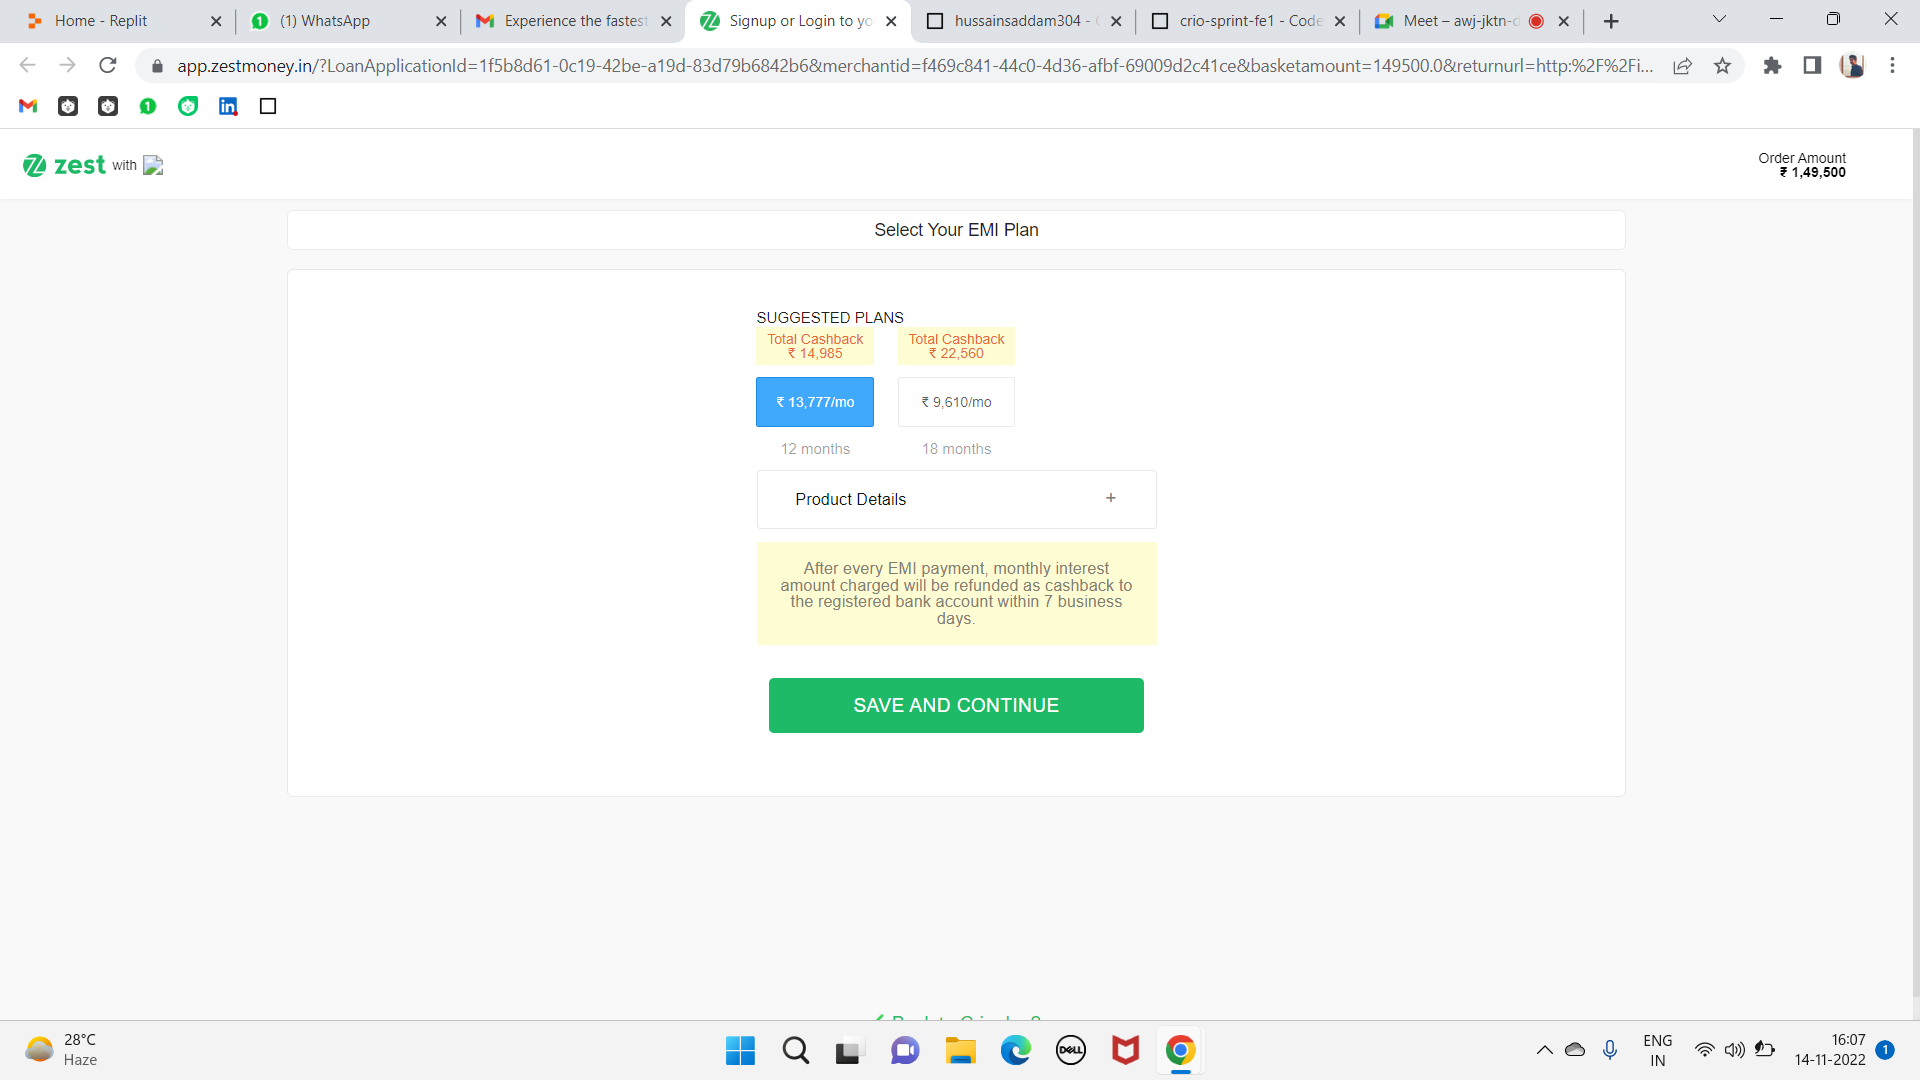 Home - Replit
(1) WhatsApp
Experience the fastest
Signup or Login to yo
hussainsaddam304 -
crio-sprint-fe1 - Code
Meet – awj-jktn-d
app.zestmoney.in/?LoanApplicationId=1f5b8d61-0c19-42be-a19d-83d79b6842b6&merchantid=f469c841-44c0-4d36-afbf-69009d2c41ce&basketamount=149500.0&returnurl=http:%2F%2Fi...
zest with
Order Amount
₹ 1,49,500
Select Your EMI Plan
SUGGESTED PLANS
Total Cashback
₹ 14,985
Total Cashback
₹ 22,560
₹ 13,777/mo
₹ 9,610/mo
12 months
18 months
Product Details +
After every EMI payment, monthly interest
amount charged will be refunded as cashback to
the registered bank account within 7 business
days.
SAVE AND CONTINUE
28°C
Haze
DELL
ENG
IN
16:07
14-11-2022
1